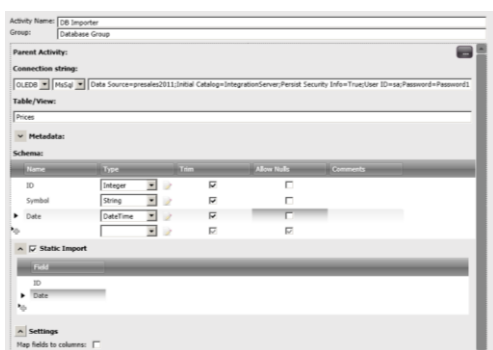 Activity Name: DB Importer
Group: Database Group
Parent Activity:
Connection string:
OLEDB MsSql Data Source=presales2011;Initial Catalog=IntegrationServer;Persist Security Info=True;User ID=sa;Password=Password1
Table/View:
Prices
Metadata:
Schema:
Name Type Trim Allow Nulls Comments
ID Integer
Symbol String
Date DateTime
Static Import
Field
ID
Date
Settings
Map fields to columns: